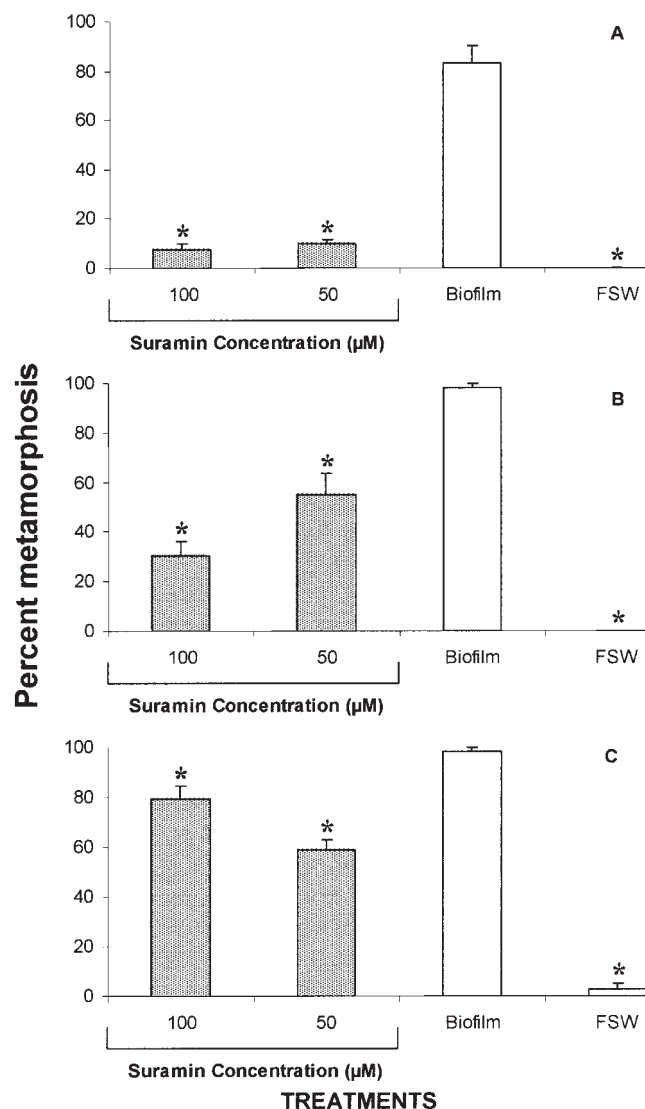 Percent metamorphosis
A
100
80
60
40
20
0
*
*
*
100 50 Biofilm FSW
Suramin Concentration (µM)
B
100
80
60
40
20
0
*
*
*
100 50 Biofilm FSW
Suramin Concentration (µM)
C
100
80
60
40
20
0
*
*
*
100 50 Biofilm FSW
Suramin Concentration (µM)
TREATMENTS